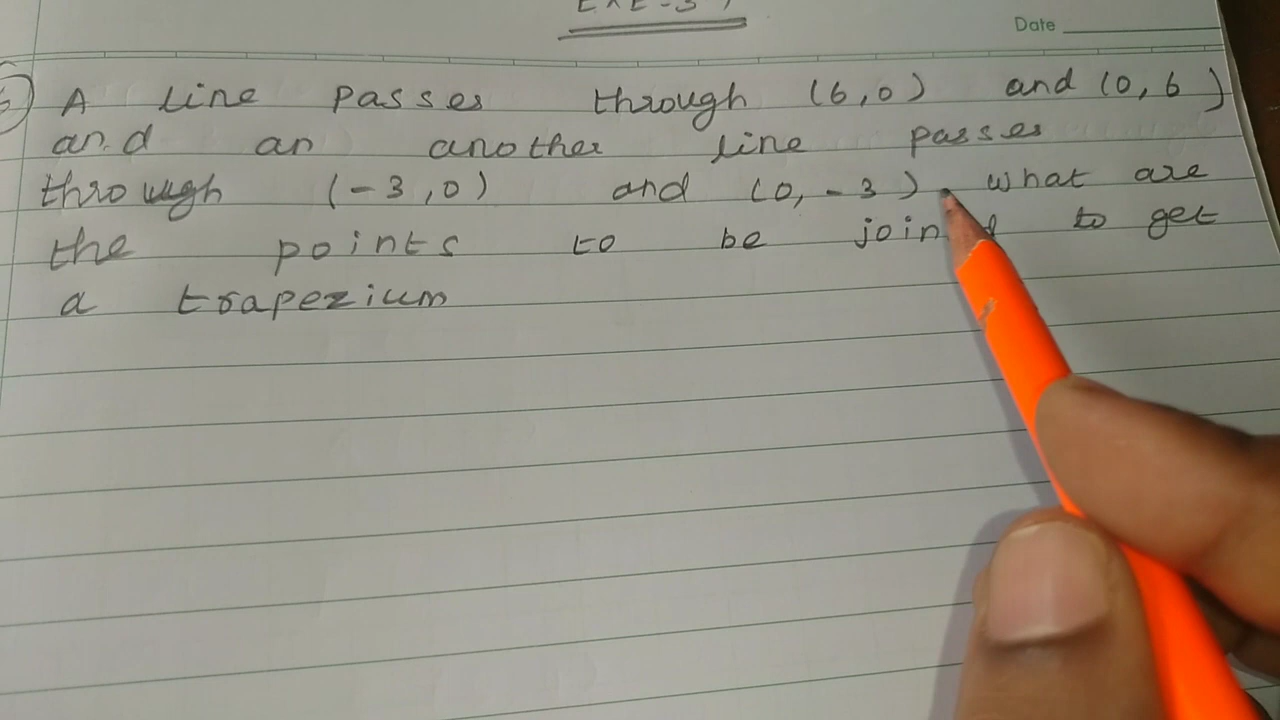 Date
A line passes through (6,0) and (0,6)
and an another line passes
through (-3,0) and (0,-3). what are
the points to be joined to get
a trapezium